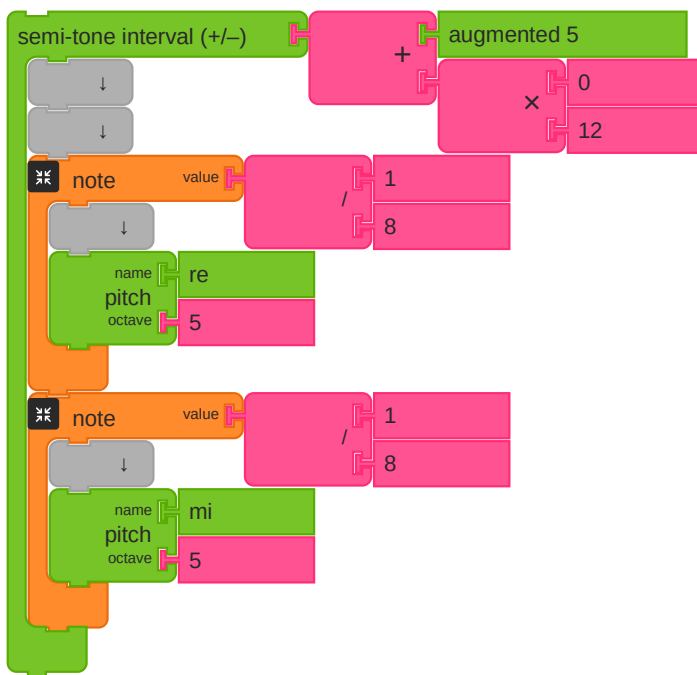 semi-tone interval (+/–)
+
augmented 5
×
0
12
↓
↓
note
value
/
1
8
↓
name
re
pitch
octave
5
note
value
/
1
8
↓
name
mi
pitch
octave
5